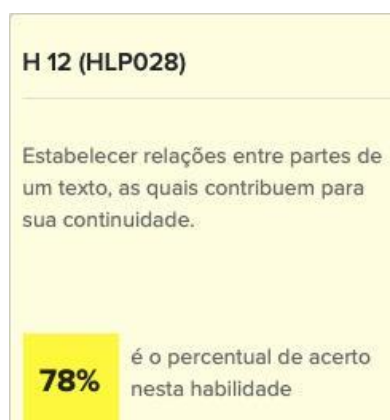 H 12 (HLP028)
Estabelecer relações entre partes de
um texto, as quais contribuem para
sua continuidade.
78%
é o percentual de acerto
nesta habilidade